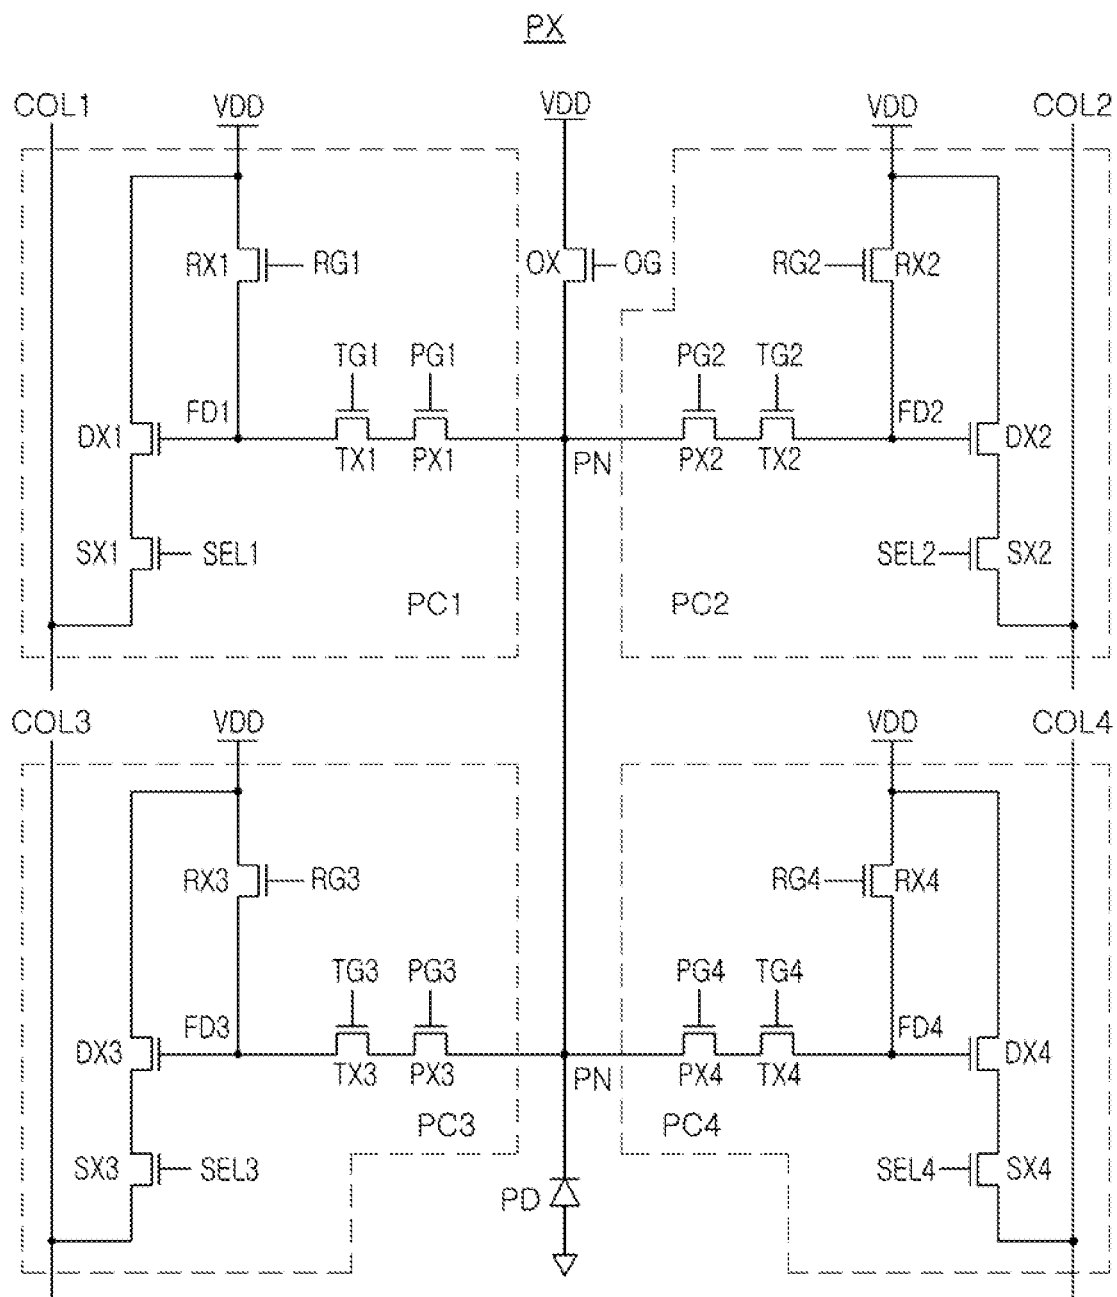 PX
COL1 VDD VDD VDD COL2
RX1 RG1 OX OG RG2 RX2
TG1 PG1 PG2 TG2
FD1 FD2
DX1 TX1 PX1 PN PX2 TX2 DX2
SX1 SEL1 SEL2 SX2
PC1 PC2
COL3 VDD VDD COL4
RX3 RG3 RG4 RX4
TG3 PG3 PG4 TG4
FD3 FD4
DX3 TX3 PX3 PN PX4 TX4 DX4
PC3 PC4
SX3 SEL3 SEL4 SX4
PD